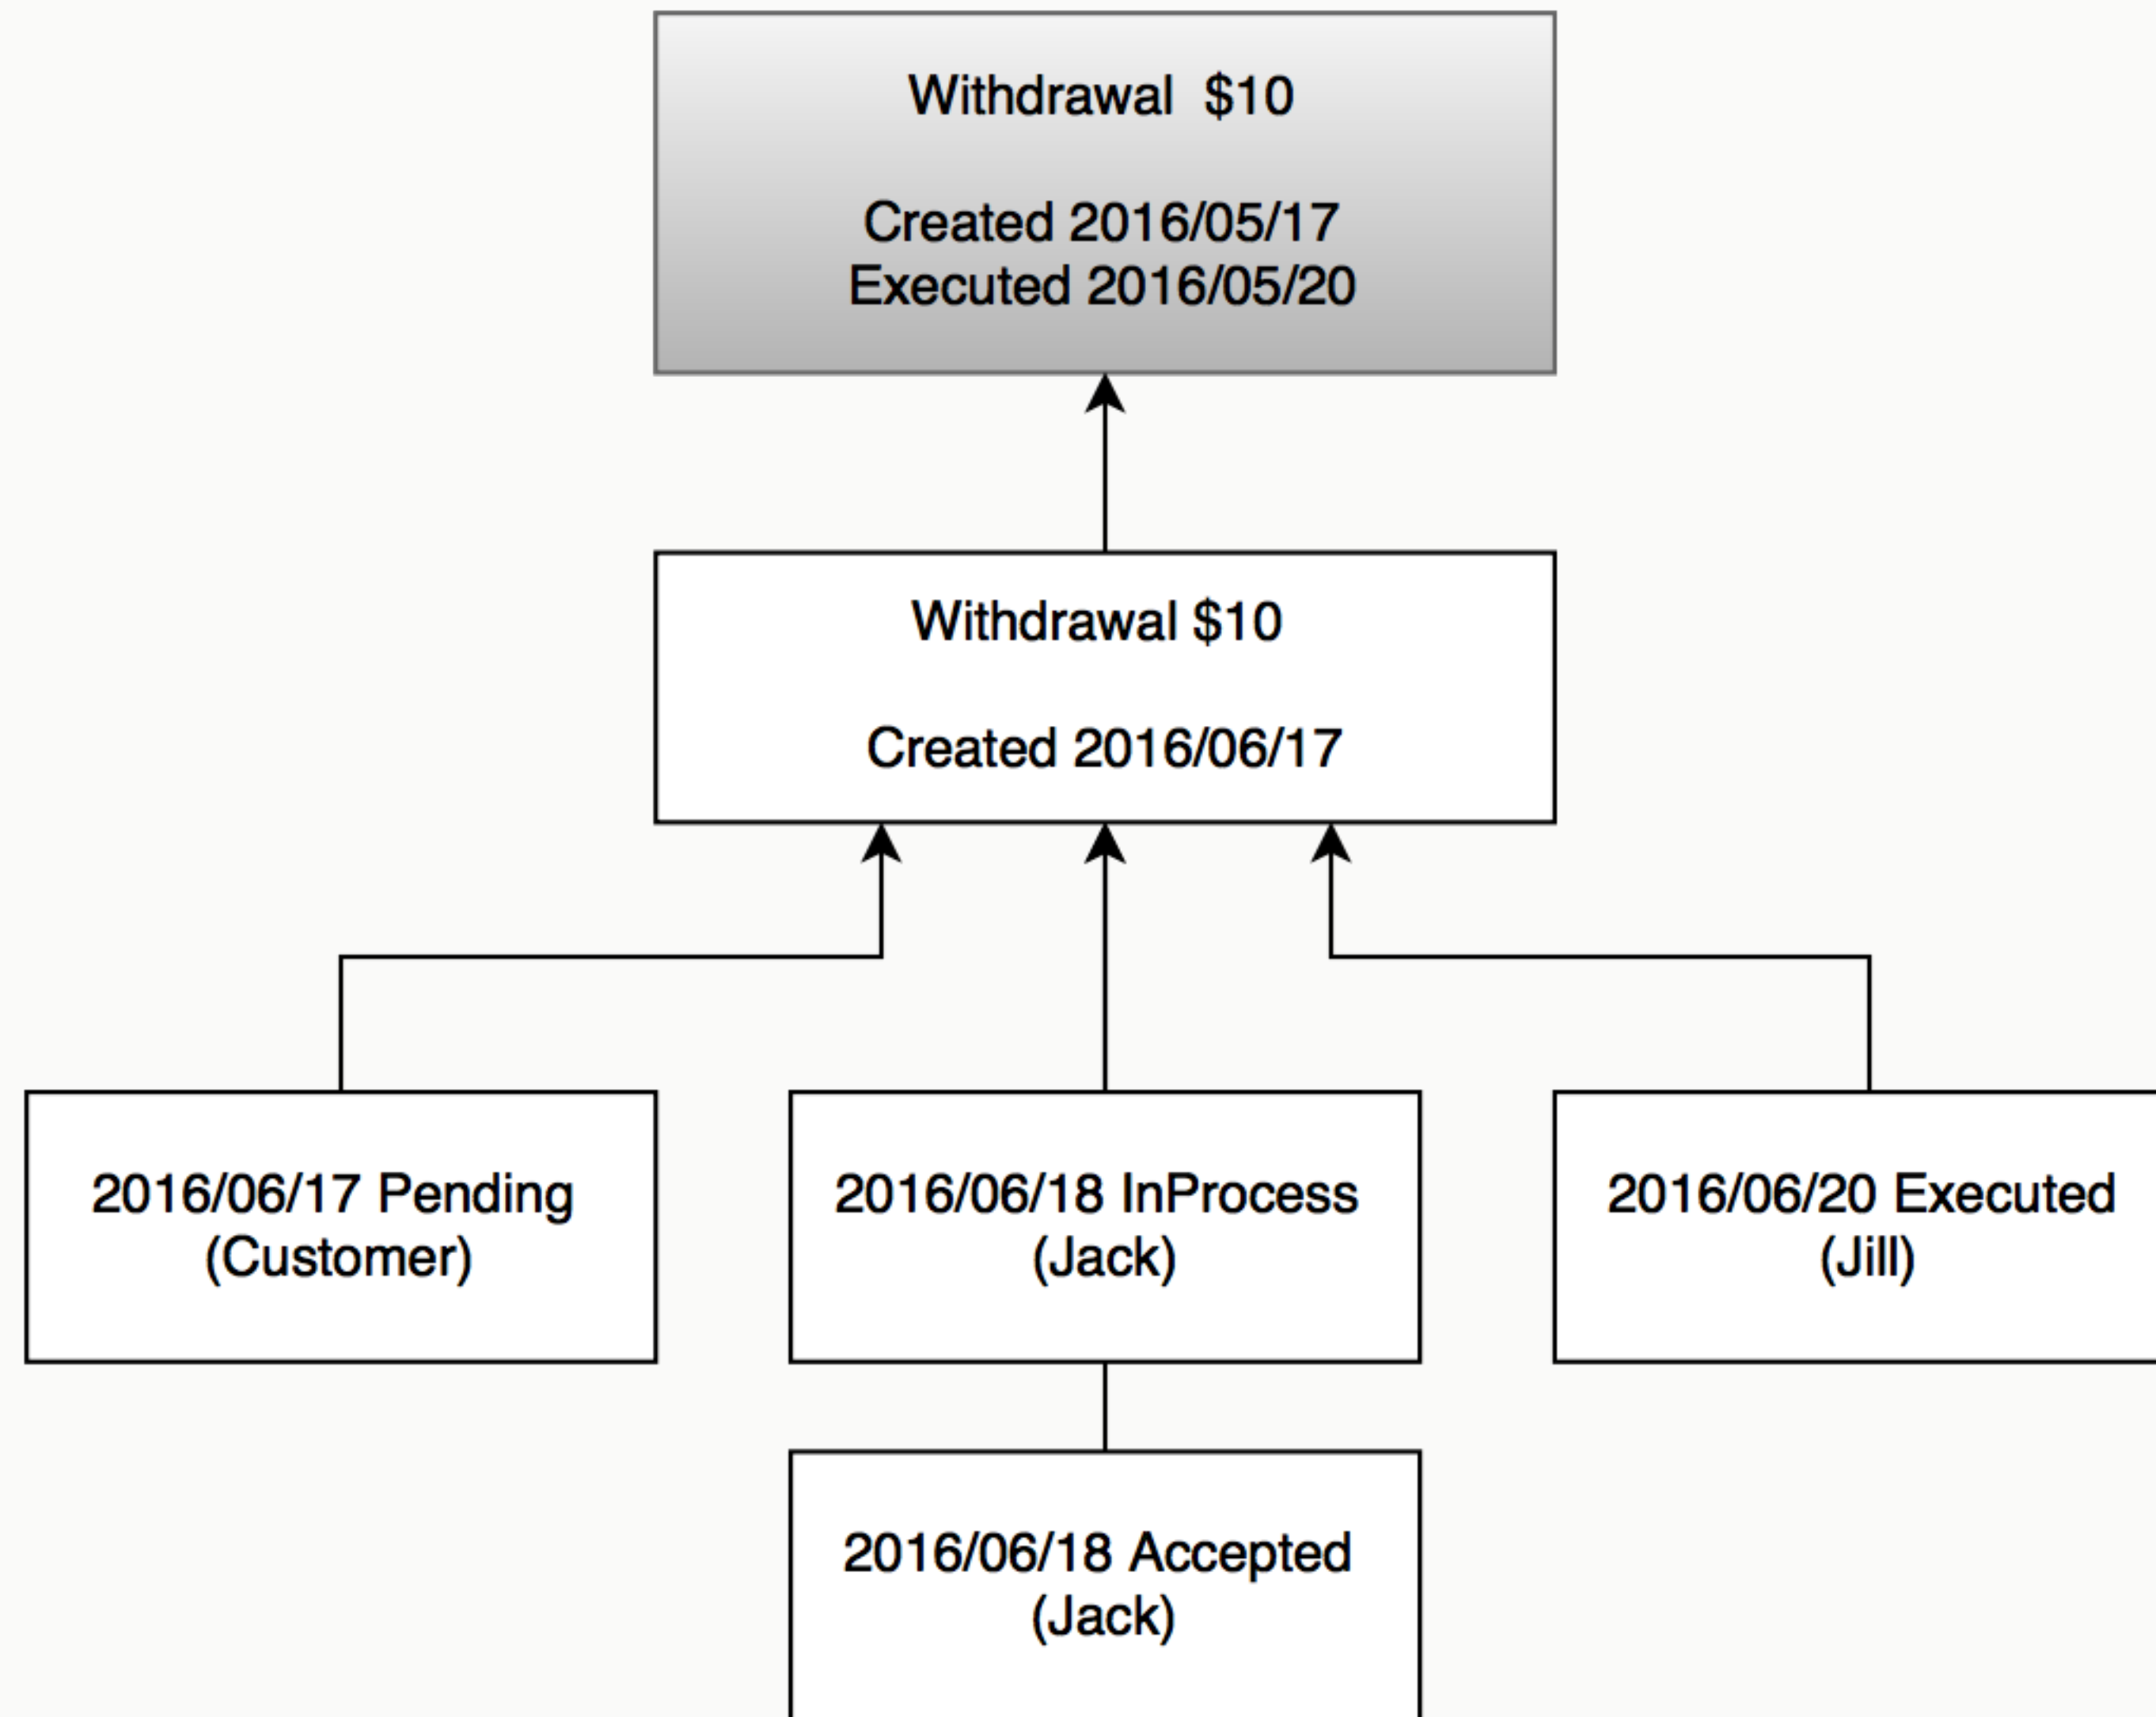 Withdrawal  $10
Created 2016/05/17
Executed 2016/05/20
Withdrawal $10
Created 2016/06/17
2016/06/17 Pending
(Customer)
2016/06/18 InProcess
(Jack)
2016/06/20 Executed
(Jill)
2016/06/18 Accepted
(Jack)